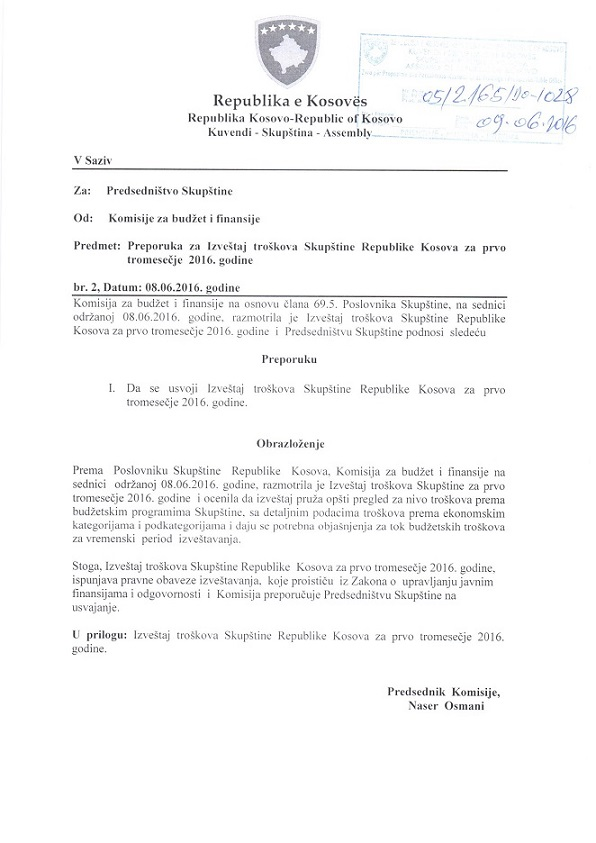 05/2165/Do-1028
09.06.2016
Republika e Kosovës
Republika Kosovo-Republic of Kosovo
Kuvendi - Skupština - Assembly
V Saziv
Za: Predsedništvo Skupštine
Od: Komisije za budžet i finansije
Predmet: Preporuka za Izveštaj troškova Skupštine Republike Kosova za prvo
tromesečje 2016. godine
br. 2, Datum: 08.06.2016. godine
Komisija za budžet i finansije na osnovu člana 69.5. Poslovnika Skupštine, na sednici
održanoj 08.06.2016. godine, razmotrila je Izveštaj troškova Skupštine Republike
Kosova za prvo tromesečje 2016. godine i Predsedništvu Skupštine podnosi sledeću
Preporuku
I. Da se usvoji Izveštaj troškova Skupštine Republike Kosova za prvo
tromesečje 2016. godine.
Obrazloženje
Prema Poslovniku Skupštine Republike Kosova, Komisija za budžet i finansije na
sednici održanoj 08.06.2016. godine, razmotrila je Izveštaj troškova Skupštine za prvo
tromesečje 2016. godine i ocenila da izveštaj pruža opšti pregled za nivo troškova prema
budžetskim programima Skupštine, sa detaljnim podacima troškova prema ekonomskim
kategorijama i podkategorijama i daju se potrebna objašnjenja za tok budžetskih troškova
za vremenski period izveštavanja.
Stoga, Izveštaj troškova Skupštine Republike Kosova za prvo tromesečje 2016. godine,
ispunjava pravne obaveze izveštavanja, koje proističu iz Zakona o upravljanju javnim
finansijama i odgovornosti i Komisija preporučuje Predsedništvu Skupštine na
usvajanje.
U prilogu: Izveštaj troškova Skupštine Republike Kosova za prvo tromesečje 2016.
godine.
Predsednik Komisije,
Naser Osmani